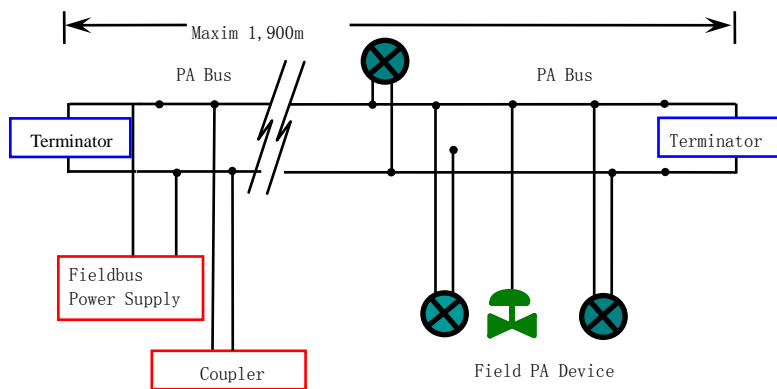 Maxim 1,900m
PA Bus
PA Bus
Terminator
Terminator
Fieldbus
Power Supply
Coupler
Field PA Device